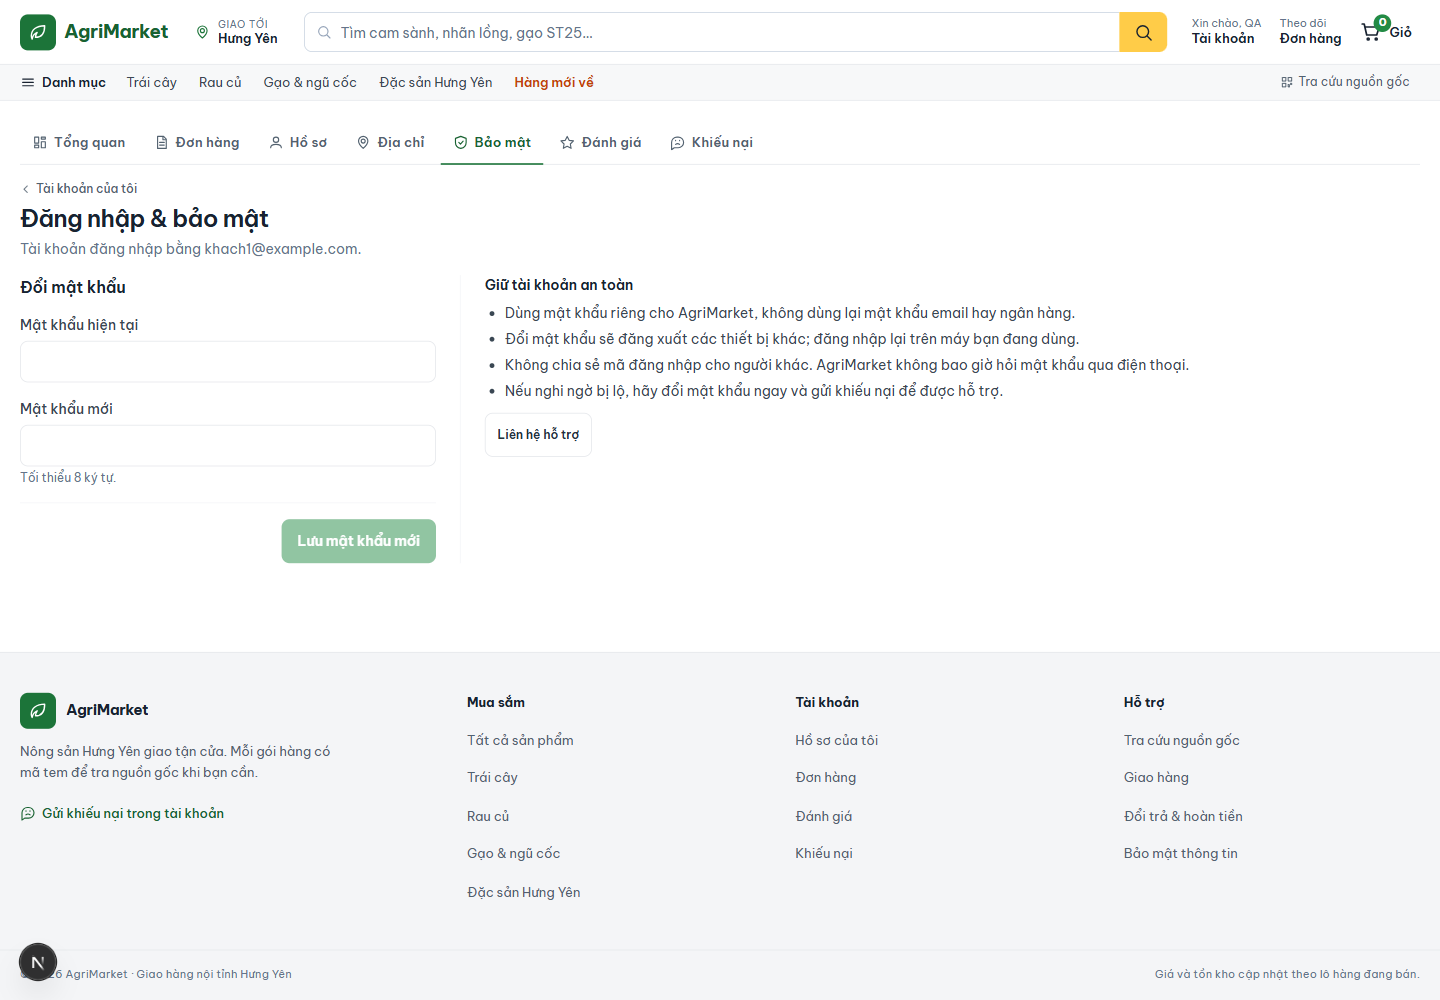 AgriMarket
GIAO TỚI
Hưng Yên
Tìm cam sành, nhãn lồng, gạo ST25...
Xin chào, QA
Tài khoản
Theo dõi
Đơn hàng
0
Giỏ
Danh mục
Trái cây
Rau củ
Gạo & ngũ cốc
Đặc sản Hưng Yên
Hàng mới về
Tra cứu nguồn gốc
Tổng quan
Đơn hàng
Hồ sơ
Địa chỉ
Bảo mật
Đánh giá
Khiếu nại
Tài khoản của tôi
Đăng nhập & bảo mật
Tài khoản đăng nhập bằng khach1@example.com.
Đổi mật khẩu
Mật khẩu hiện tại
Mật khẩu mới
Tối thiểu 8 ký tự.
Lưu mật khẩu mới
Giữ tài khoản an toàn
• Dùng mật khẩu riêng cho AgriMarket, không dùng lại mật khẩu email hay ngân hàng.
• Đổi mật khẩu sẽ đăng xuất các thiết bị khác; đăng nhập lại trên máy bạn đang dùng.
• Không chia sẻ mã đăng nhập cho người khác. AgriMarket không bao giờ hỏi mật khẩu qua điện thoại.
• Nếu nghi ngờ bị lộ, hãy đổi mật khẩu ngay và gửi khiếu nại để được hỗ trợ.
Liên hệ hỗ trợ
AgriMarket
Nông sản Hưng Yên giao tận cửa. Mỗi gói hàng có
mã tem để tra nguồn gốc khi bạn cần.
Gửi khiếu nại trong tài khoản
Mua sắm
Tất cả sản phẩm
Trái cây
Rau củ
Gạo & ngũ cốc
Đặc sản Hưng Yên
Tài khoản
Hồ sơ của tôi
Đơn hàng
Đánh giá
Khiếu nại
Hỗ trợ
Tra cứu nguồn gốc
Giao hàng
Đổi trả & hoàn tiền
Bảo mật thông tin
N
6 AgriMarket · Giao hàng nội tỉnh Hưng Yên
Giá và tồn kho cập nhật theo lô hàng đang bán.